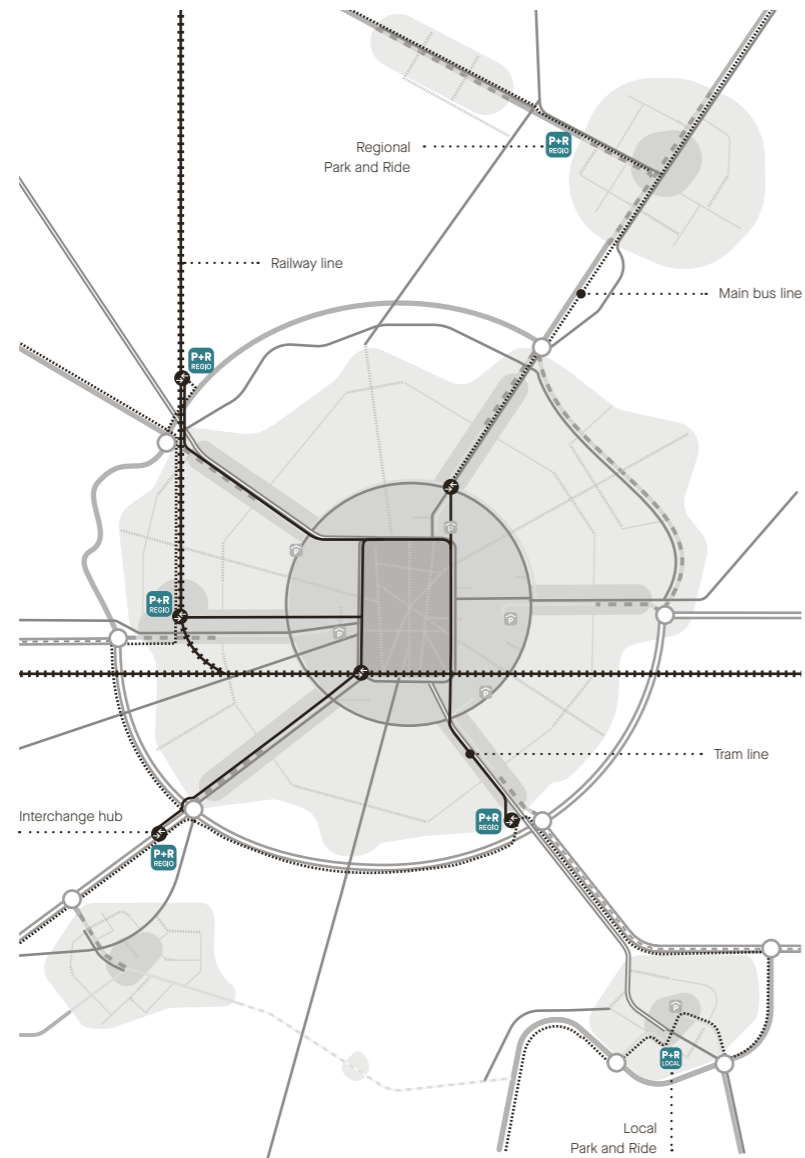 P+R
REGIO
Regional
Park and Ride
Railway line
Main bus line
P+R
REGIO
P
P
P+R
REGIO
P
P
P
Tram line
Interchange hub
P+R
REGIO
P+R
REGIO
P
P+R
LOCAL
Local
Park and Ride